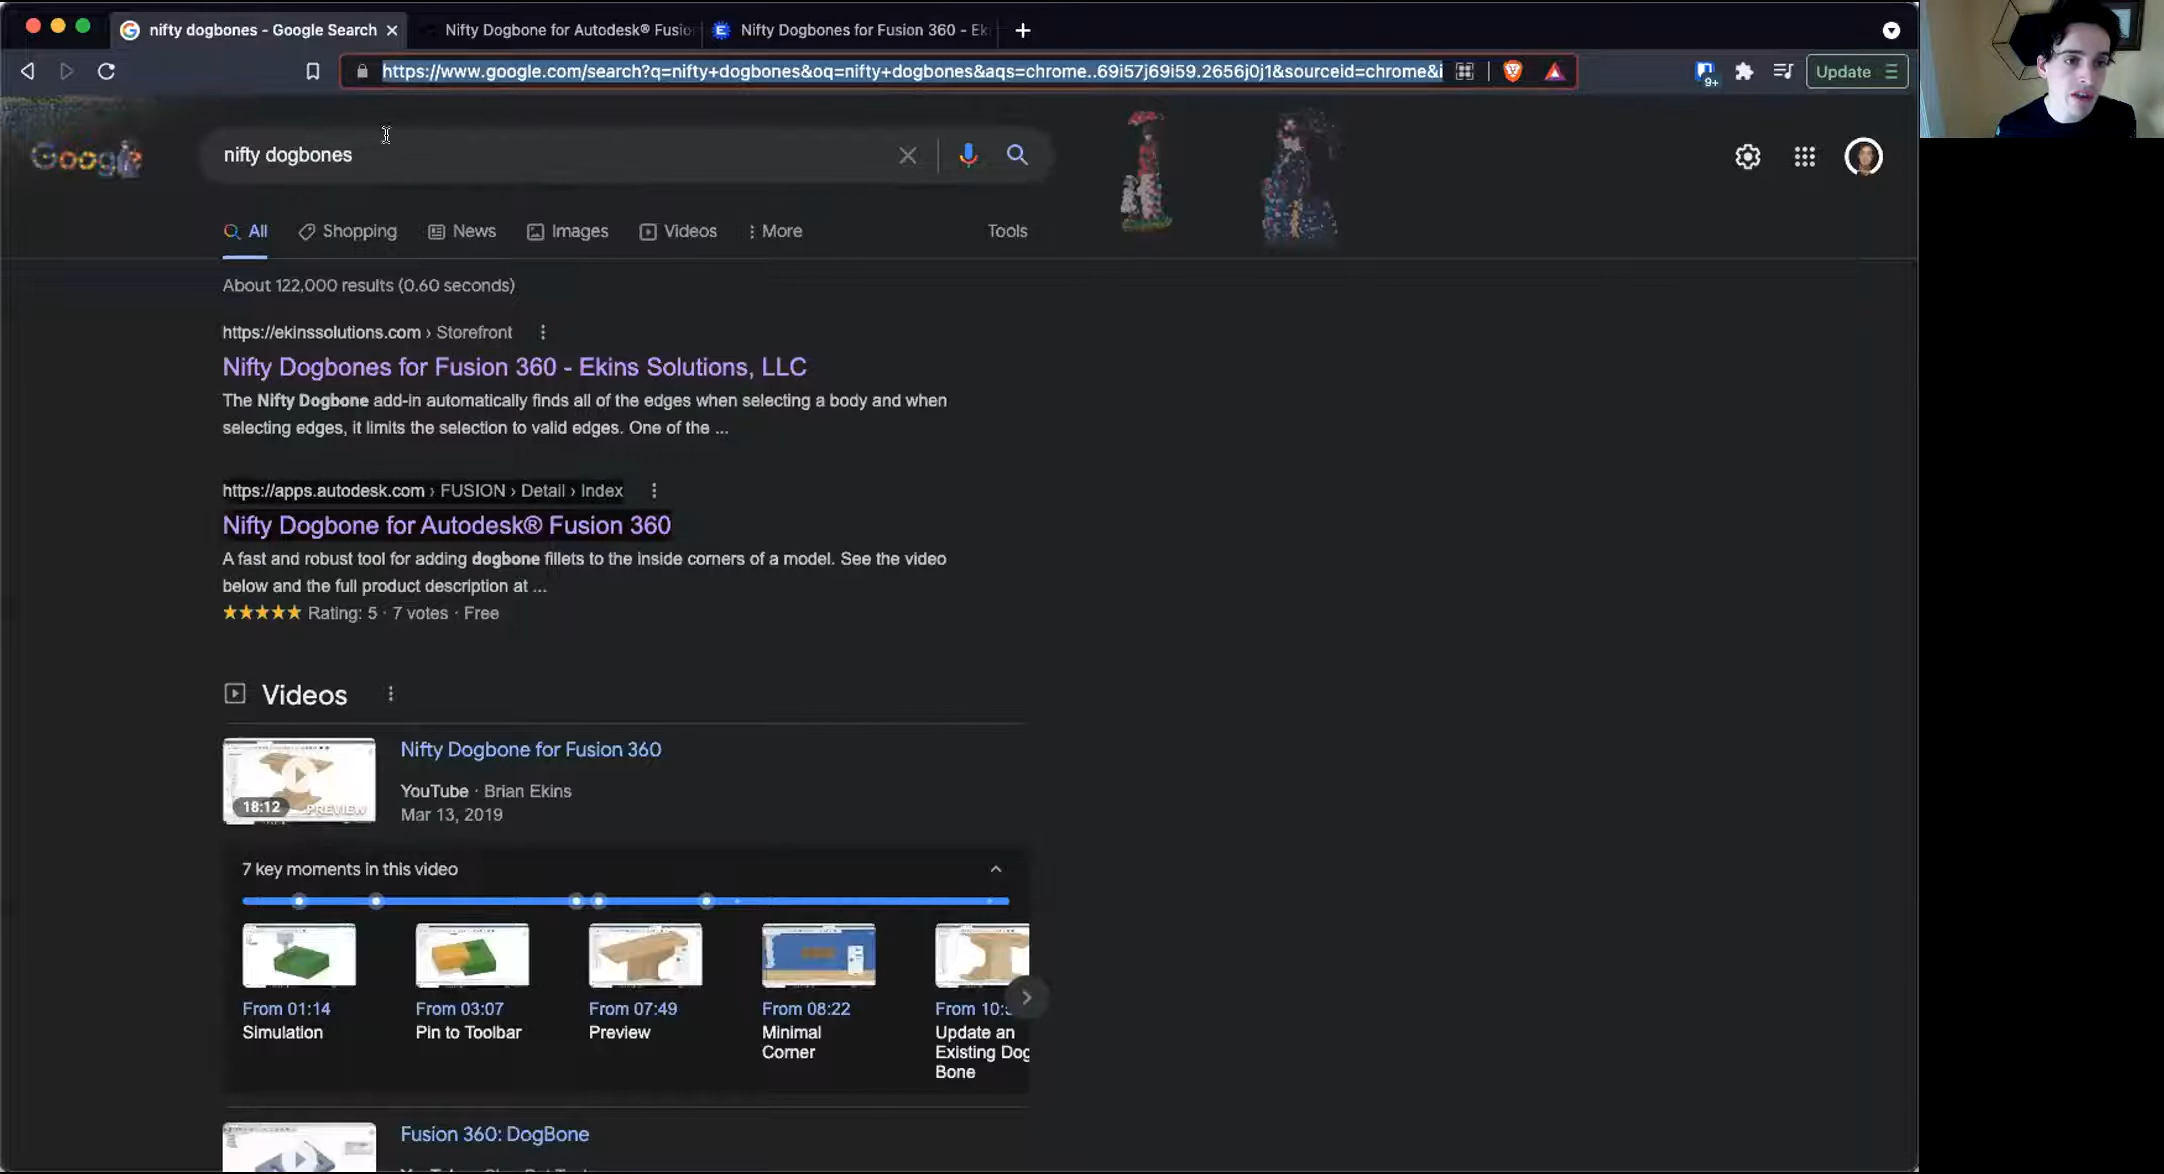 nifty dogbones - Google Search
Nifty Dogbone for Autodesk® Fusio
Nifty Dogbones for Fusion 360 - Ek
https://www.google.com/search?q=nifty+dogbones&oq=nifty+dogbones&aqs=chrome..69i57j69i59.2656j0j1&sourceid=chrome&i
9+
Update
Google
nifty dogbones
All
Shopping
News
Images
Videos
More
Tools
About 122,000 results (0.60 seconds)
https://ekinssolutions.com › Storefront
Nifty Dogbones for Fusion 360 - Ekins Solutions, LLC
The Nifty Dogbone add-in automatically finds all of the edges when selecting a body and when
selecting edges, it limits the selection to valid edges. One of the ...
https://apps.autodesk.com › FUSION › Detail › Index
Nifty Dogbone for Autodesk® Fusion 360
A fast and robust tool for adding dogbone fillets to the inside corners of a model. See the video
below and the full product description at ...
Rating: 5 · 7 votes · Free
Videos
Nifty Dogbone for Fusion 360
YouTube · Brian Ekins
Mar 13, 2019
18:12
PREVIEW
7 key moments in this video
From 01:14
Simulation
From 03:07
Pin to Toolbar
From 07:49
Preview
From 08:22
Minimal
Corner
From 10:
Update an
Existing Dog
Bone
Fusion 360: DogBone